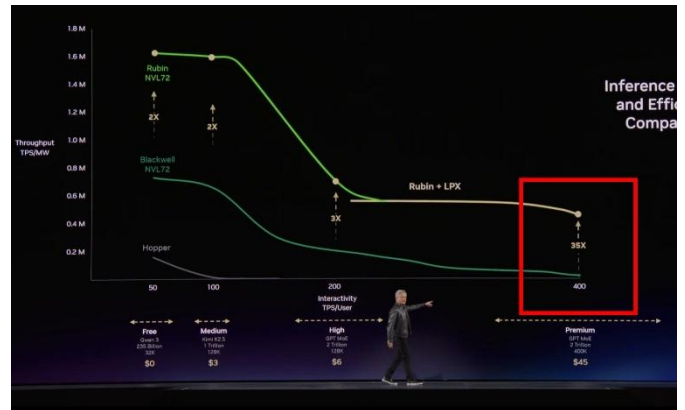 1.8 M
1.6 M
1.4 M
1.2 M
1.0 M
0.8 M
0.6 M
0.4 M
0.2 M
Throughput
TPS/MW
Rubin
NVL72
2X
2X
Blackwell
NVL72
Hopper
3X
Rubin + LPX
35X
Inference
and Effic
Compa
50
100
200
400
Interactivity
TPS/User
Free
Qwen 3
235 Billion
32K
$0
Medium
Kimi K2.5
1 Trillion
128K
$3
High
GPT MoE
2 Trillion
128K
$6
Premium
GPT MoE
2 Trillion
400K
$45